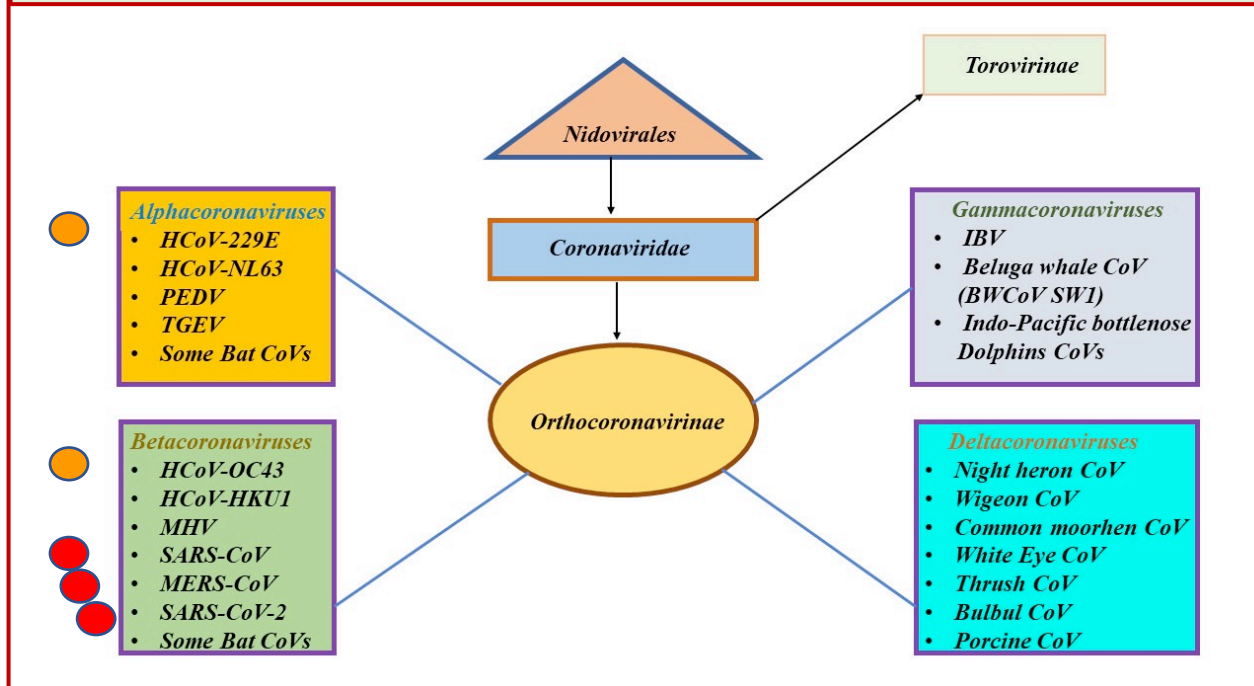 Torovirinae
Nidovirales
Coronaviridae
Orthocoronavirinae
Alphacoronaviruses
• HCoV-229E
• HCoV-NL63
• PEDV
• TGEV
• Some Bat CoVs
Betacoronaviruses
• HCoV-OC43
• HCoV-HKU1
• MHV
• SARS-CoV
• MERS-CoV
• SARS-CoV-2
• Some Bat CoVs
Gammacoronaviruses
• IBV
• Beluga whale CoV
(BWCoV SW1)
• Indo-Pacific bottlenose
Dolphins CoVs
Deltacoronaviruses
• Night heron CoV
• Wigeon CoV
• Common moorhen CoV
• White Eye CoV
• Thrush CoV
• Bulbul CoV
• Porcine CoV